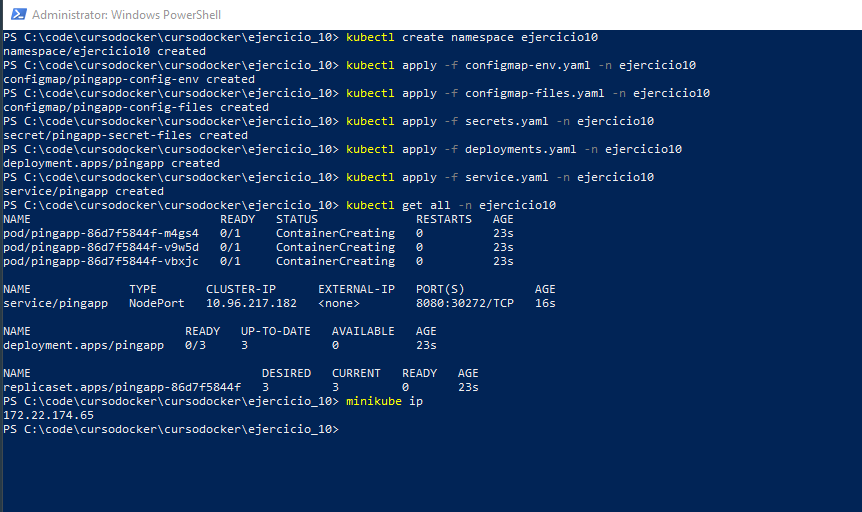 Administrator: Windows PowerShell
PS C:\code\cursodocker\cursodocker\ejercicio_10> kubectl create namespace ejercicio10
namespace/ejercicio10 created
PS C:\code\cursodocker\cursodocker\ejercicio_10> kubectl apply -f configmap-env.yaml -n ejercicio10
configmap/pingapp-config-env created
PS C:\code\cursodocker\cursodocker\ejercicio_10> kubectl apply -f configmap-files.yaml -n ejercicio10
configmap/pingapp-config-files created
PS C:\code\cursodocker\cursodocker\ejercicio_10> kubectl apply -f secrets.yaml -n ejercicio10
secret/pingapp-secret-files created
PS C:\code\cursodocker\cursodocker\ejercicio_10> kubectl apply -f deployments.yaml -n ejercicio10
deployment.apps/pingapp created
PS C:\code\cursodocker\cursodocker\ejercicio_10> kubectl apply -f service.yaml -n ejercicio10
service/pingapp created
PS C:\code\cursodocker\cursodocker\ejercicio_10> kubectl get all -n ejercicio10
NAME                           READY   STATUS              RESTARTS   AGE
pod/pingapp-86d7f5844f-m4gs4   0/1     ContainerCreating   0          23s
pod/pingapp-86d7f5844f-v9w5d   0/1     ContainerCreating   0          23s
pod/pingapp-86d7f5844f-vbxjc   0/1     ContainerCreating   0          23s

NAME              TYPE       CLUSTER-IP      EXTERNAL-IP   PORT(S)          AGE
service/pingapp   NodePort   10.96.217.182   <none>        8080:30272/TCP   16s

NAME                      READY   UP-TO-DATE   AVAILABLE   AGE
deployment.apps/pingapp   0/3     3            0           23s

NAME                                 DESIRED   CURRENT   READY   AGE
replicaset.apps/pingapp-86d7f5844f   3         3         0       23s
PS C:\code\cursodocker\cursodocker\ejercicio_10> minikube ip
172.22.174.65
PS C:\code\cursodocker\cursodocker\ejercicio_10>